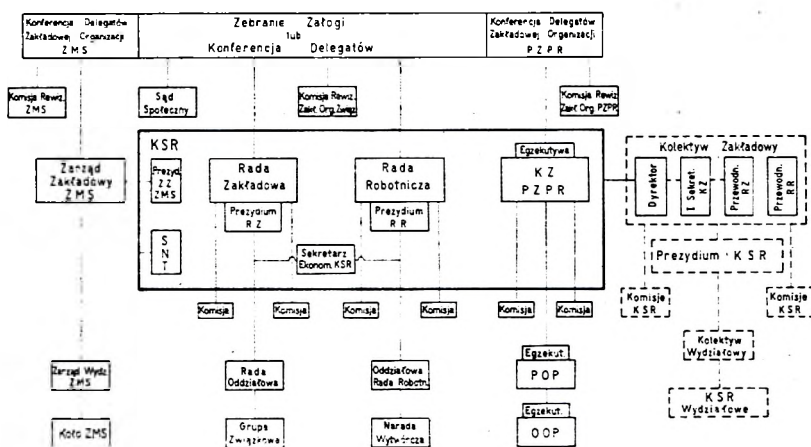 Konferencja Delegatów
Zakładowej Organizacji
ZMS
Zebranie Załogi
lub
Konferencja Delegatów
Konferencja Delegatów
Zakładowej Organizacji
PZPR
Komisja Rewiz.
ZMS
Sąd
Społeczny
Komisja Rewiz.
Zakł. Org. Związ.
Komisja Rewiz.
Zakł. Org. PZPR
KSR
Zarząd
Zakładowy
ZMS
Prezyd.
ZZ
ZMS
Rada
Zakładowa
Prezydium
RZ
Rada
Robotnicza
Prezydium
RR
Egzekutywa
KZ
PZPR
Kolektyw Zakładowy
Dyrektor
I Sekret.
KZ
Przewodn.
RZ
Przewodn.
RR
SNT
Sekretarz
Ekonom. KSR
Prezydium KSR
Komisja
Komisja
Komisja
Komisja
Komisja
Komisja
Komisje
KSR
Komisje
KSR
Kolektyw
Wydziałowy
Zarząd Wydz.
ZMS
Rada
Oddziałowa
Oddziałowa
Rada Robotn.
Egzekut.
POP
KSR
Wydziałowe
Koło ZMS
Grupa
Związkowa
Narada
Wytwórcza
Egzekut.
OOP